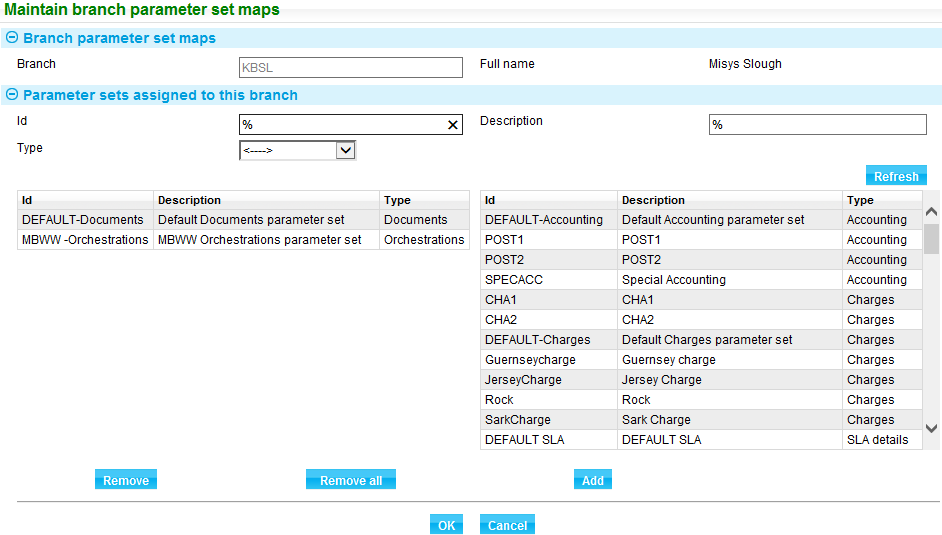 Maintain branch parameter set maps
Branch parameter set maps
Branch KBSL Full name Misys Slough
Parameter sets assigned to this branch
Id % Description %
Type <---->
Refresh
Id Description Type
DEFAULT-Documents Default Documents parameter set Documents
MBWW -Orchestrations MBWW Orchestrations parameter set Orchestrations
Id Description Type
DEFAULT-Accounting Default Accounting parameter set Accounting
POST1 POST1 Accounting
POST2 POST2 Accounting
SPECACC Special Accounting Accounting
CHA1 CHA1 Charges
CHA2 CHA2 Charges
DEFAULT-Charges Default Charges parameter set Charges
Guernseycharge Guernsey charge Charges
JerseyCharge Jersey Charge Charges
Rock Rock Charges
SarkCharge Sark Charge Charges
DEFAULT SLA DEFAULT SLA SLA details
Remove Remove all Add
OK Cancel